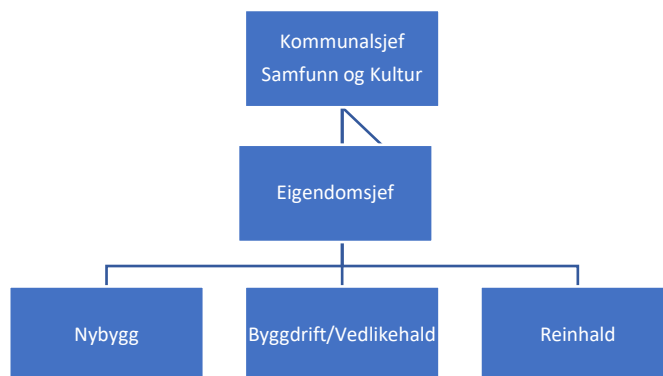 Kommunalsjef
Samfunn og Kultur
Eigendomsjef
Nybygg
Byggdrift/Vedlikehald
Reinhald